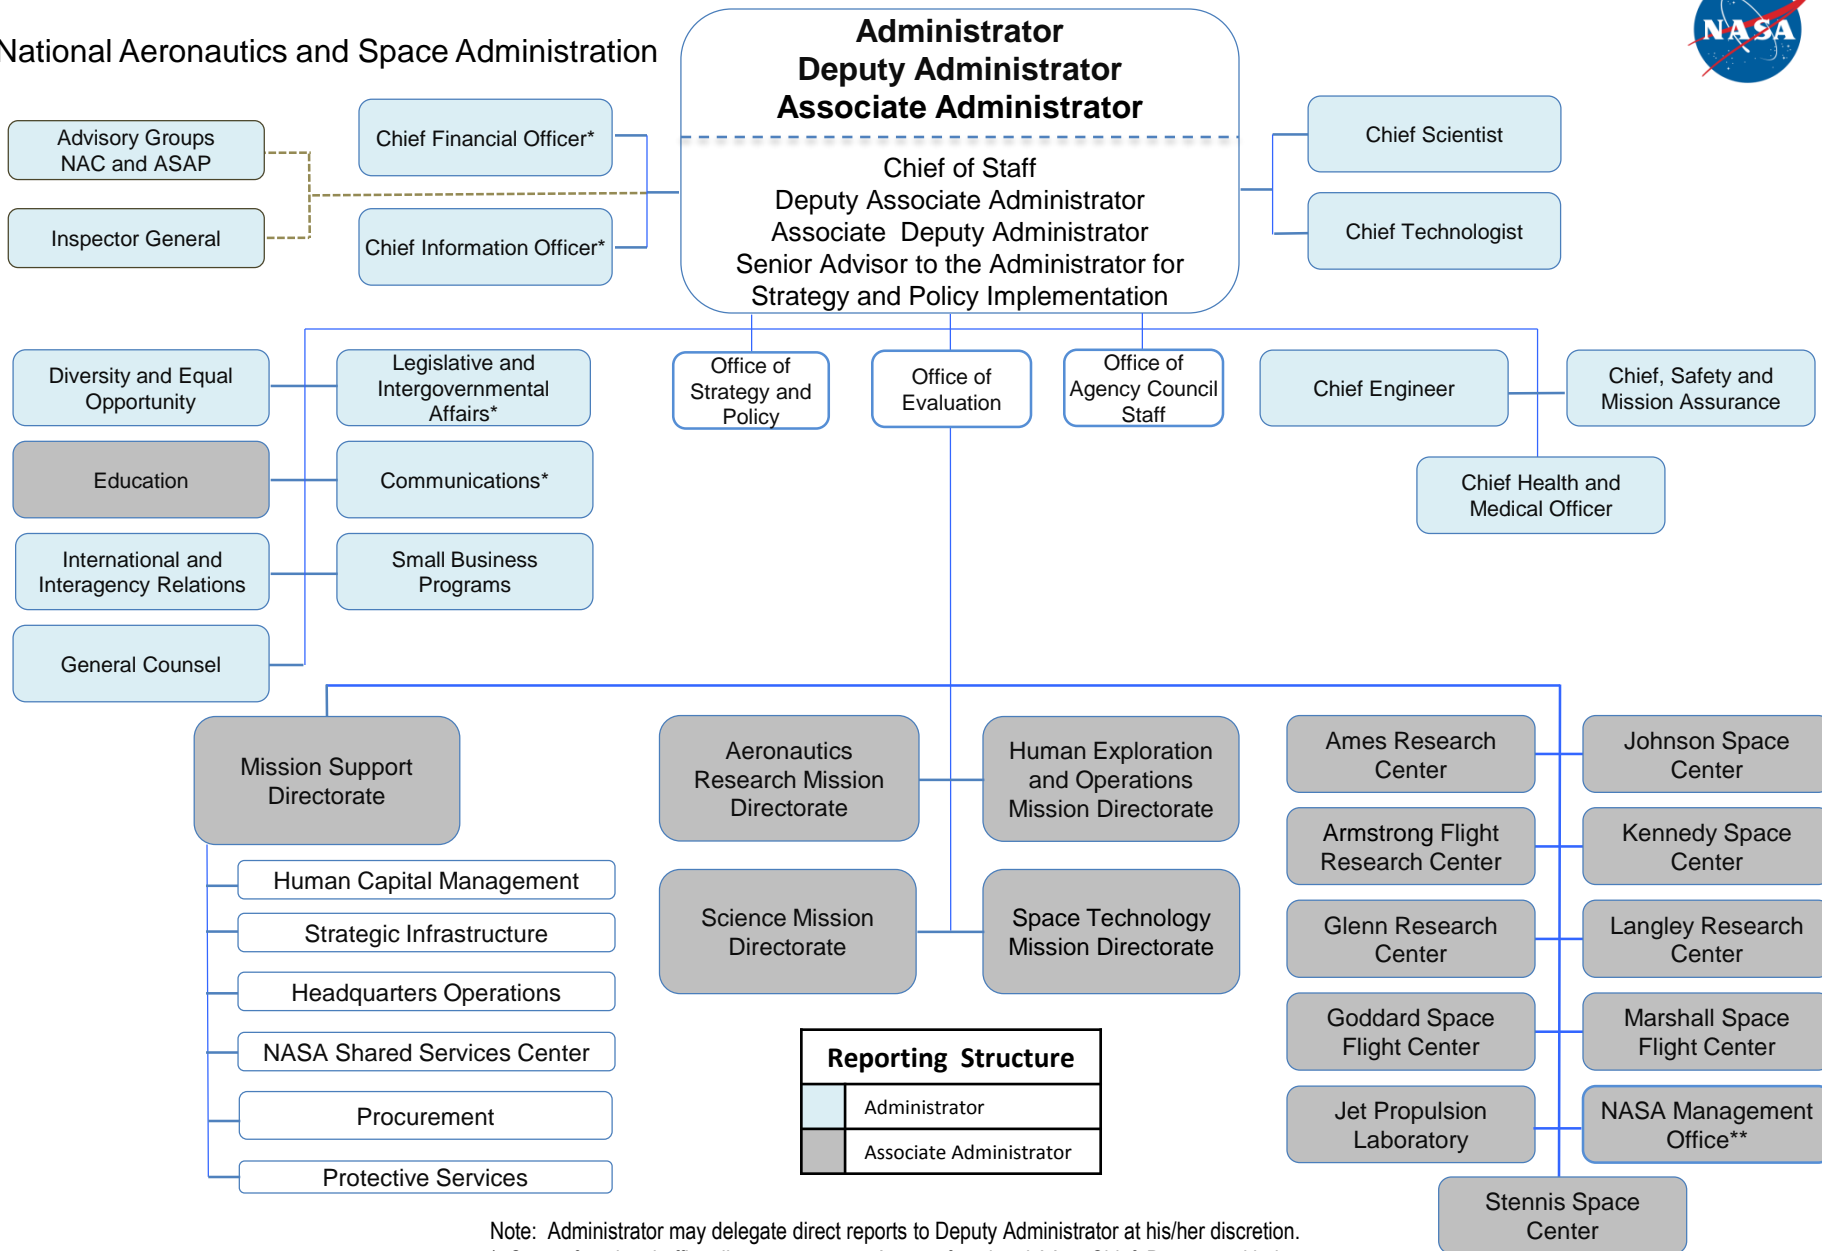 National Aeronautics and Space Administration
Administrator
Deputy Administrator
Associate Administrator
Chief of Staff
Deputy Associate Administrator
Associate Deputy Administrator
Senior Advisor to the Administrator for
Strategy and Policy Implementation
NASA
Advisory Groups
NAC and ASAP
Inspector General
Chief Financial Officer*
Chief Information Officer*
Chief Scientist
Chief Technologist
Diversity and Equal
Opportunity
Legislative and
Intergovernmental
Affairs*
Education
Communications*
International and
Interagency Relations
Small Business
Programs
General Counsel
Office of
Strategy and
Policy
Office of
Evaluation
Office of
Agency Council
Staff
Chief Engineer
Chief, Safety and
Mission Assurance
Chief Health and
Medical Officer
Mission Support
Directorate
Human Capital Management
Strategic Infrastructure
Headquarters Operations
NASA Shared Services Center
Procurement
Protective Services
Aeronautics
Research Mission
Directorate
Human Exploration
and Operations
Mission Directorate
Science Mission
Directorate
Space Technology
Mission Directorate
Reporting Structure
Administrator
Associate Administrator
Ames Research
Center
Johnson Space
Center
Armstrong Flight
Research Center
Kennedy Space
Center
Glenn Research
Center
Langley Research
Center
Goddard Space
Flight Center
Marshall Space
Flight Center
Jet Propulsion
Laboratory
NASA Management
Office**
Stennis Space
Center
Note: Administrator may delegate direct reports to Deputy Administrator at his/her discretion.